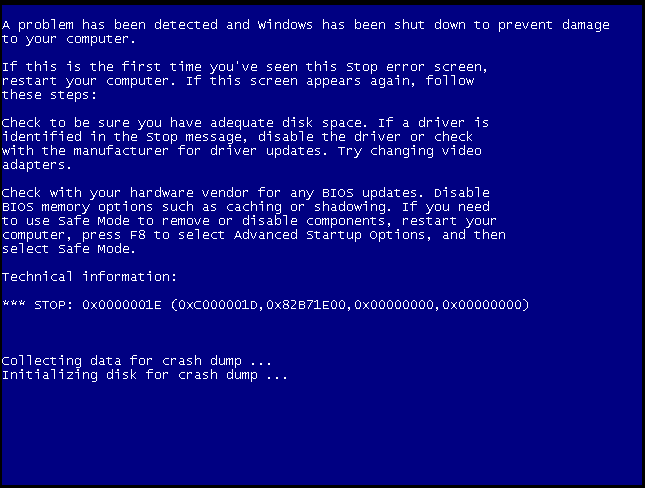 A problem has been detected and Windows has been shut down to prevent damage
to your computer.
If this is the first time you've seen this Stop error screen,
restart your computer. If this screen appears again, follow
these steps:
Check to be sure you have adequate disk space. If a driver is
identified in the Stop message, disable the driver or check
with the manufacturer for driver updates. Try changing video
adapters.
Check with your hardware vendor for any BIOS updates. Disable
BIOS memory options such as caching or shadowing. If you need
to use Safe Mode to remove or disable components, restart your
computer, press F8 to select Advanced Startup Options, and then
select Safe Mode.
Technical information:
*** STOP: 0x0000001E (0xC000001D,0x82B71E00,0x00000000,0x00000000)
Collecting data for crash dump ...
Initializing disk for crash dump ...